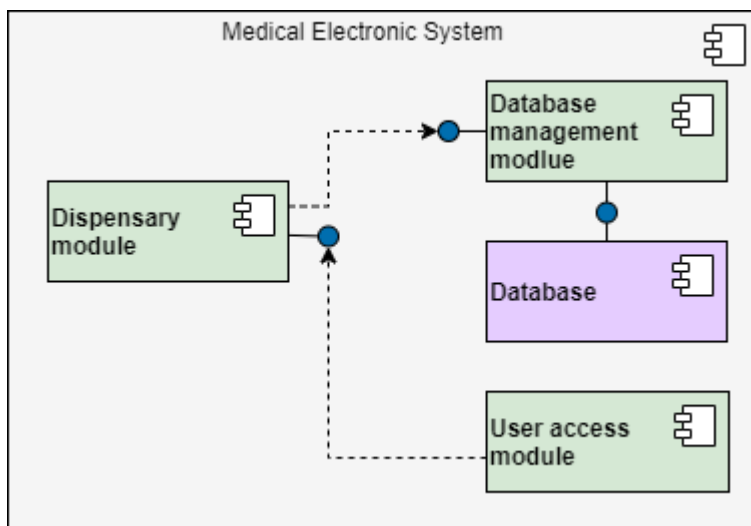 Medical Electronic System
Database
management
modlue
Dispensary
module
Database
User access
module